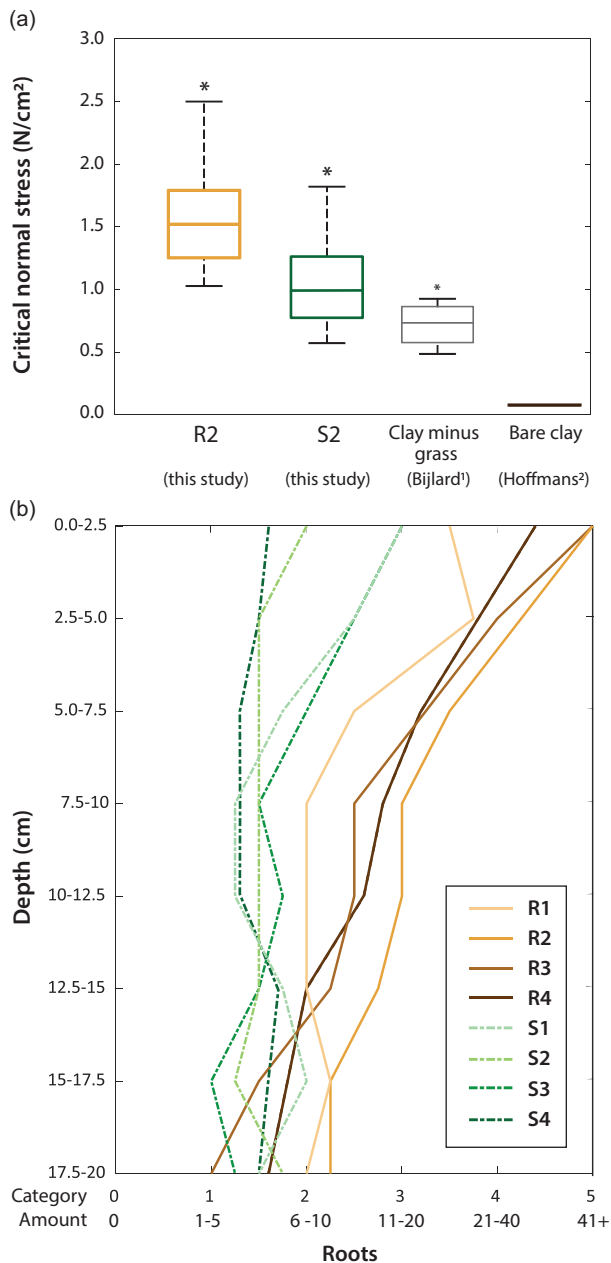 (a)
Critical normal stress (N/cm²)
3.0
2.5
2.0
1.5
1.0
0.5
0.0
*
*
*
R2
(this study)
S2
(this study)
Clay minus
grass
(Bijlard¹)
Bare clay
(Hoffmans²)
(b)
Depth (cm)
0.0-2.5
2.5-5.0
5.0-7.5
7.5-10
10-12.5
12.5-15
15-17.5
17.5-20
R1
R2
R3
R4
S1
S2
S3
S4
Category 0 1 2 3 4 5
Amount 0 1-5 6 -10 11-20 21-40 41+
Roots